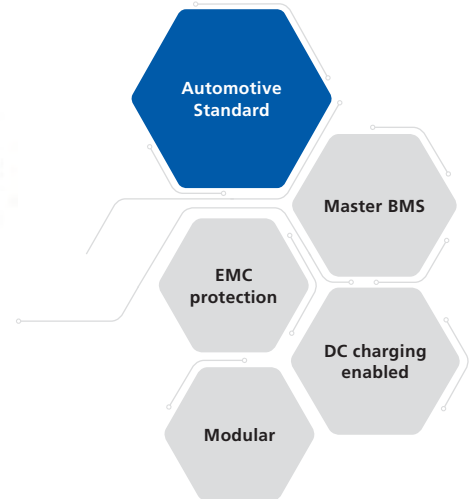 Automotive
Standard
Master BMS
EMC
protection
DC charging
enabled
Modular